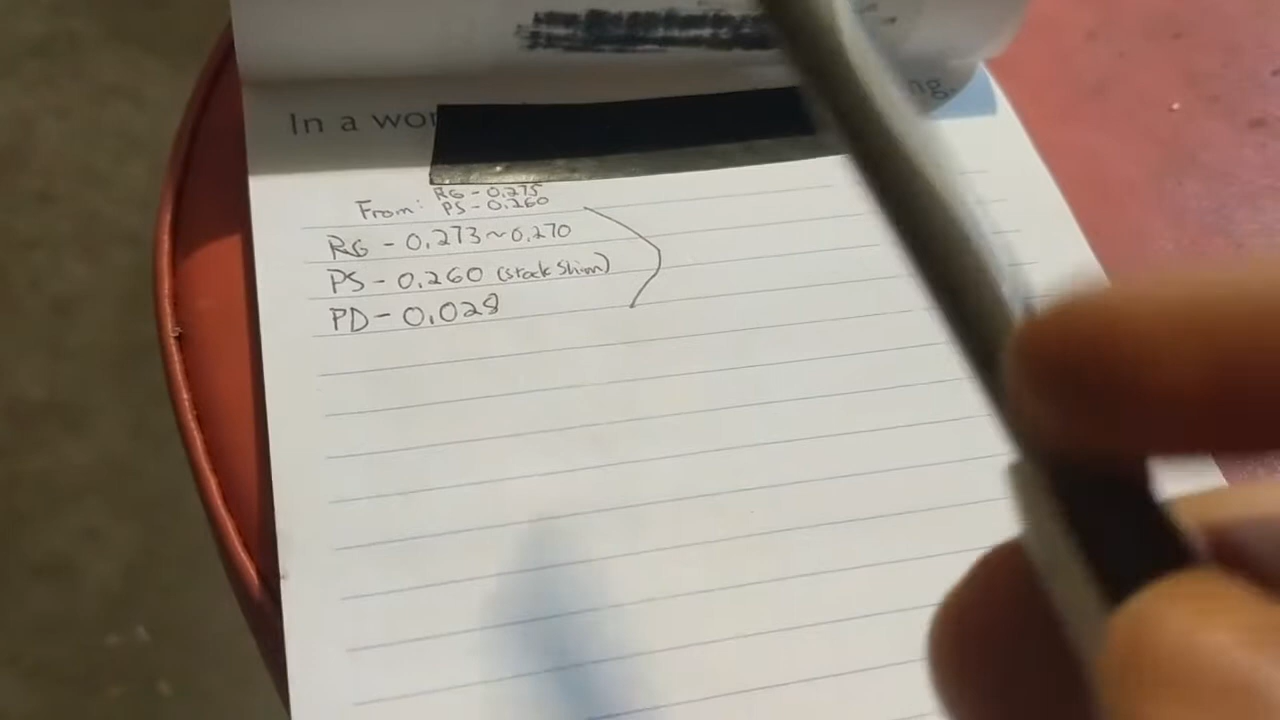 In a wor ng.
RG - 0.275
From: PS - 0.260
RG - 0.273~0.270
PS - 0.260 (stock shim)
PD - 0.028